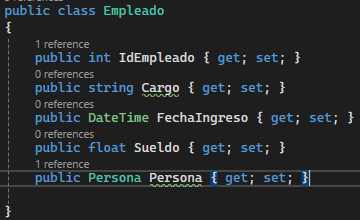 public class Empleado
{
1 reference
public int IdEmpleado { get; set; }
0 references
public string Cargo { get; set; }
0 references
public DateTime FechaIngreso { get; set; }
0 references
public float Sueldo { get; set; }
1 reference
public Persona Persona { get; set; }
}